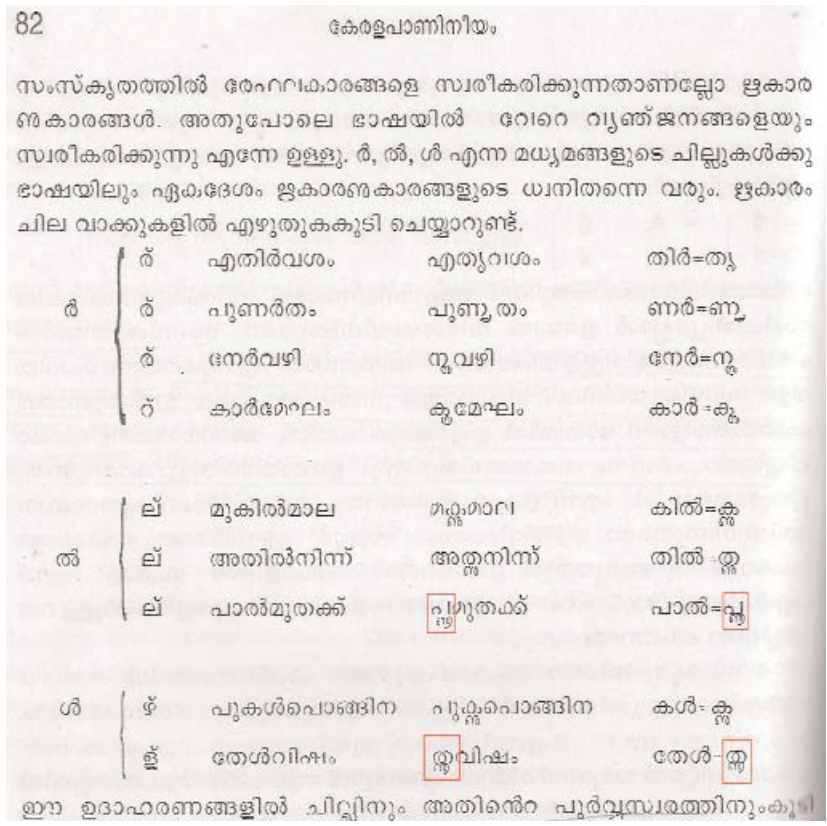 82 കേരളപാണിനീയം
സംസ്കൃതത്തിൽ രേഫലകാരങ്ങളെ സ്വരീകരിക്കുന്നതാണല്ലോ ഋകാര
ഌകാരങ്ങൾ. അതുപോലെ ഭാഷയിൽ വേറെ വ്യഞ്ജനങ്ങളെയും
സ്വരീകരിക്കുന്നു എന്നേ ഉള്ളു. ർ, ൽ, ൾ എന്ന മധ്യമങ്ങളുടെ ചില്ലുകൾക്കു
ഭാഷയിലും ഏകദേശം ഋകാരഌകാരങ്ങളുടെ ധ്വനിതന്നെ വരും. ഋകാരം
ചില വാക്കുകളിൽ എഴുതുകകൂടി ചെയ്യാറുണ്ട്.
ര് എതിർവശം എതൃവശം തിർ=തൃ
ർ ര് പുണർതം പുണൃതം ണർ=ണൃ
ര് നേർവഴി നൃവഴി നേർ=നൃ
റ് കാർമേഘം കൃമേഘം കാർ=കൃ
ല് മുകിൽമാല മുകൢമാല കിൽ=കൢ
ൽ ല് അതിൽനിന്ന് അതൢനിന്ന് തിൽ=തൢ
ല് പാൽമുതക്ക് പൢമുതക്ക് പാൽ=പൢ
ൾ ഴ് പുകൾപൊങ്ങിന പുകൢപൊങ്ങിന കൾ=കൢ
ള് തേൾവിഷം തൢവിഷം തേൾ=തൢ
ഈ ഉദാഹരണങ്ങളിൽ ചില്ലിനും അതിൻെറ പൂർവ്വസ്വരത്തിനുംകൂടി